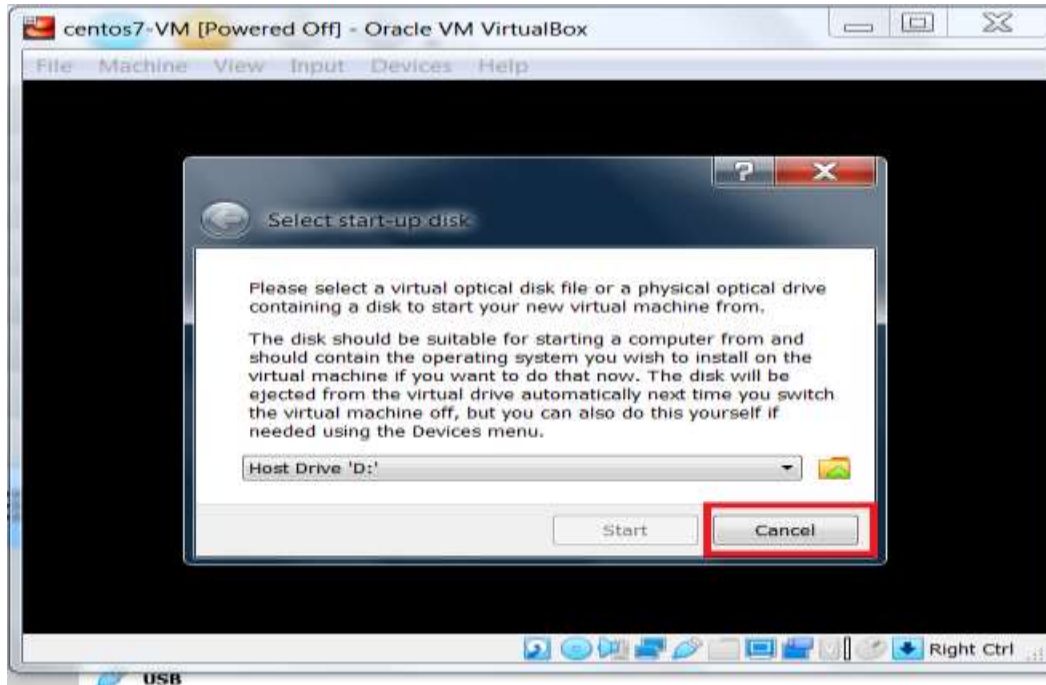 centos7-VM [Powered Off] - Oracle VM VirtualBox
File Machine View Input Devices Help
?
Select start-up disk
Please select a virtual optical disk file or a physical optical drive
containing a disk to start your new virtual machine from.
The disk should be suitable for starting a computer from and
should contain the operating system you wish to install on the
virtual machine if you want to do that now. The disk will be
ejected from the virtual drive automatically next time you switch
the virtual machine off, but you can also do this yourself if
needed using the Devices menu.
Host Drive 'D:'
Start Cancel
Right Ctrl
USB